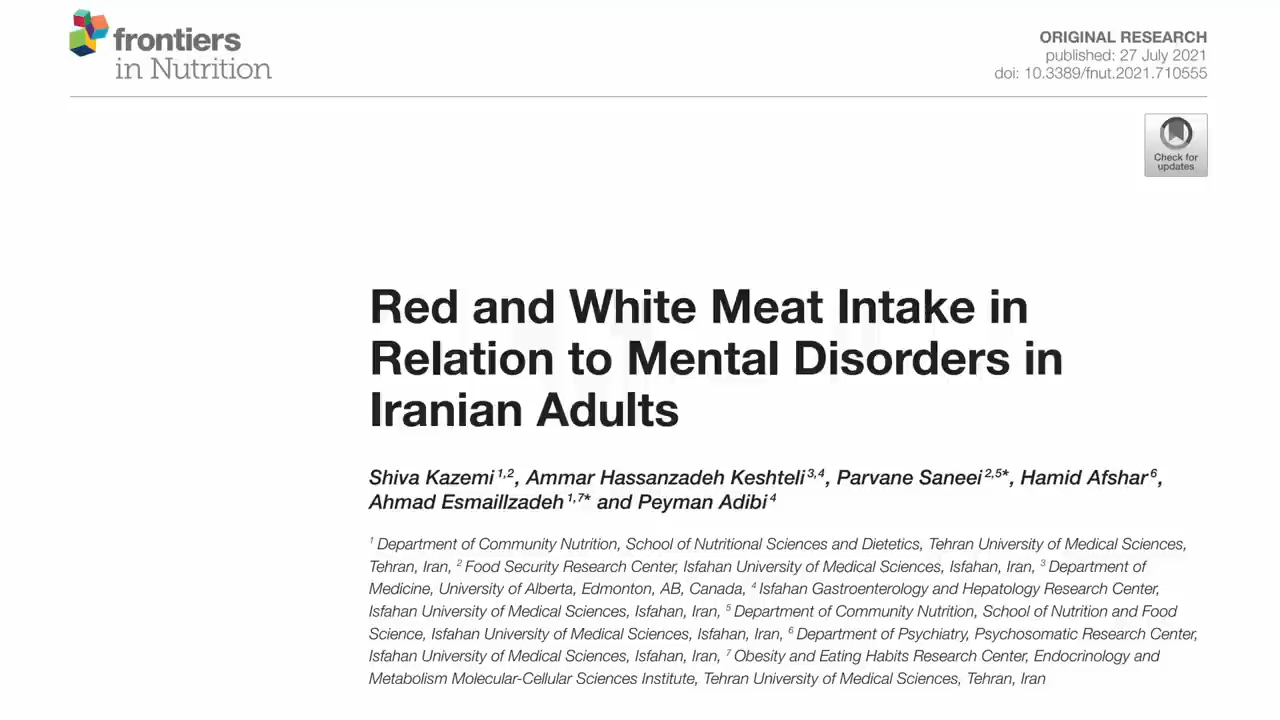 frontiers
in Nutrition
ORIGINAL RESEARCH
published: 27 July 2021
doi: 10.3389/fnut.2021.710555
Check for
updates
Red and White Meat Intake in
Relation to Mental Disorders in
Iranian Adults
Shiva Kazemi 1,2, Ammar Hassanzadeh Keshteli 3,4, Parvane Saneei 2,5*, Hamid Afshar 6,
Ahmad Esmaillzadeh 1,7* and Peyman Adibi 4
1 Department of Community Nutrition, School of Nutritional Sciences and Dietetics, Tehran University of Medical Sciences,
Tehran, Iran, 2 Food Security Research Center, Isfahan University of Medical Sciences, Isfahan, Iran, 3 Department of
Medicine, University of Alberta, Edmonton, AB, Canada, 4 Isfahan Gastroenterology and Hepatology Research Center,
Isfahan University of Medical Sciences, Isfahan, Iran, 5 Department of Community Nutrition, School of Nutrition and Food
Science, Isfahan University of Medical Sciences, Isfahan, Iran, 6 Department of Psychiatry, Psychosomatic Research Center,
Isfahan University of Medical Sciences, Isfahan, Iran, 7 Obesity and Eating Habits Research Center, Endocrinology and
Metabolism Molecular-Cellular Sciences Institute, Tehran University of Medical Sciences, Tehran, Iran